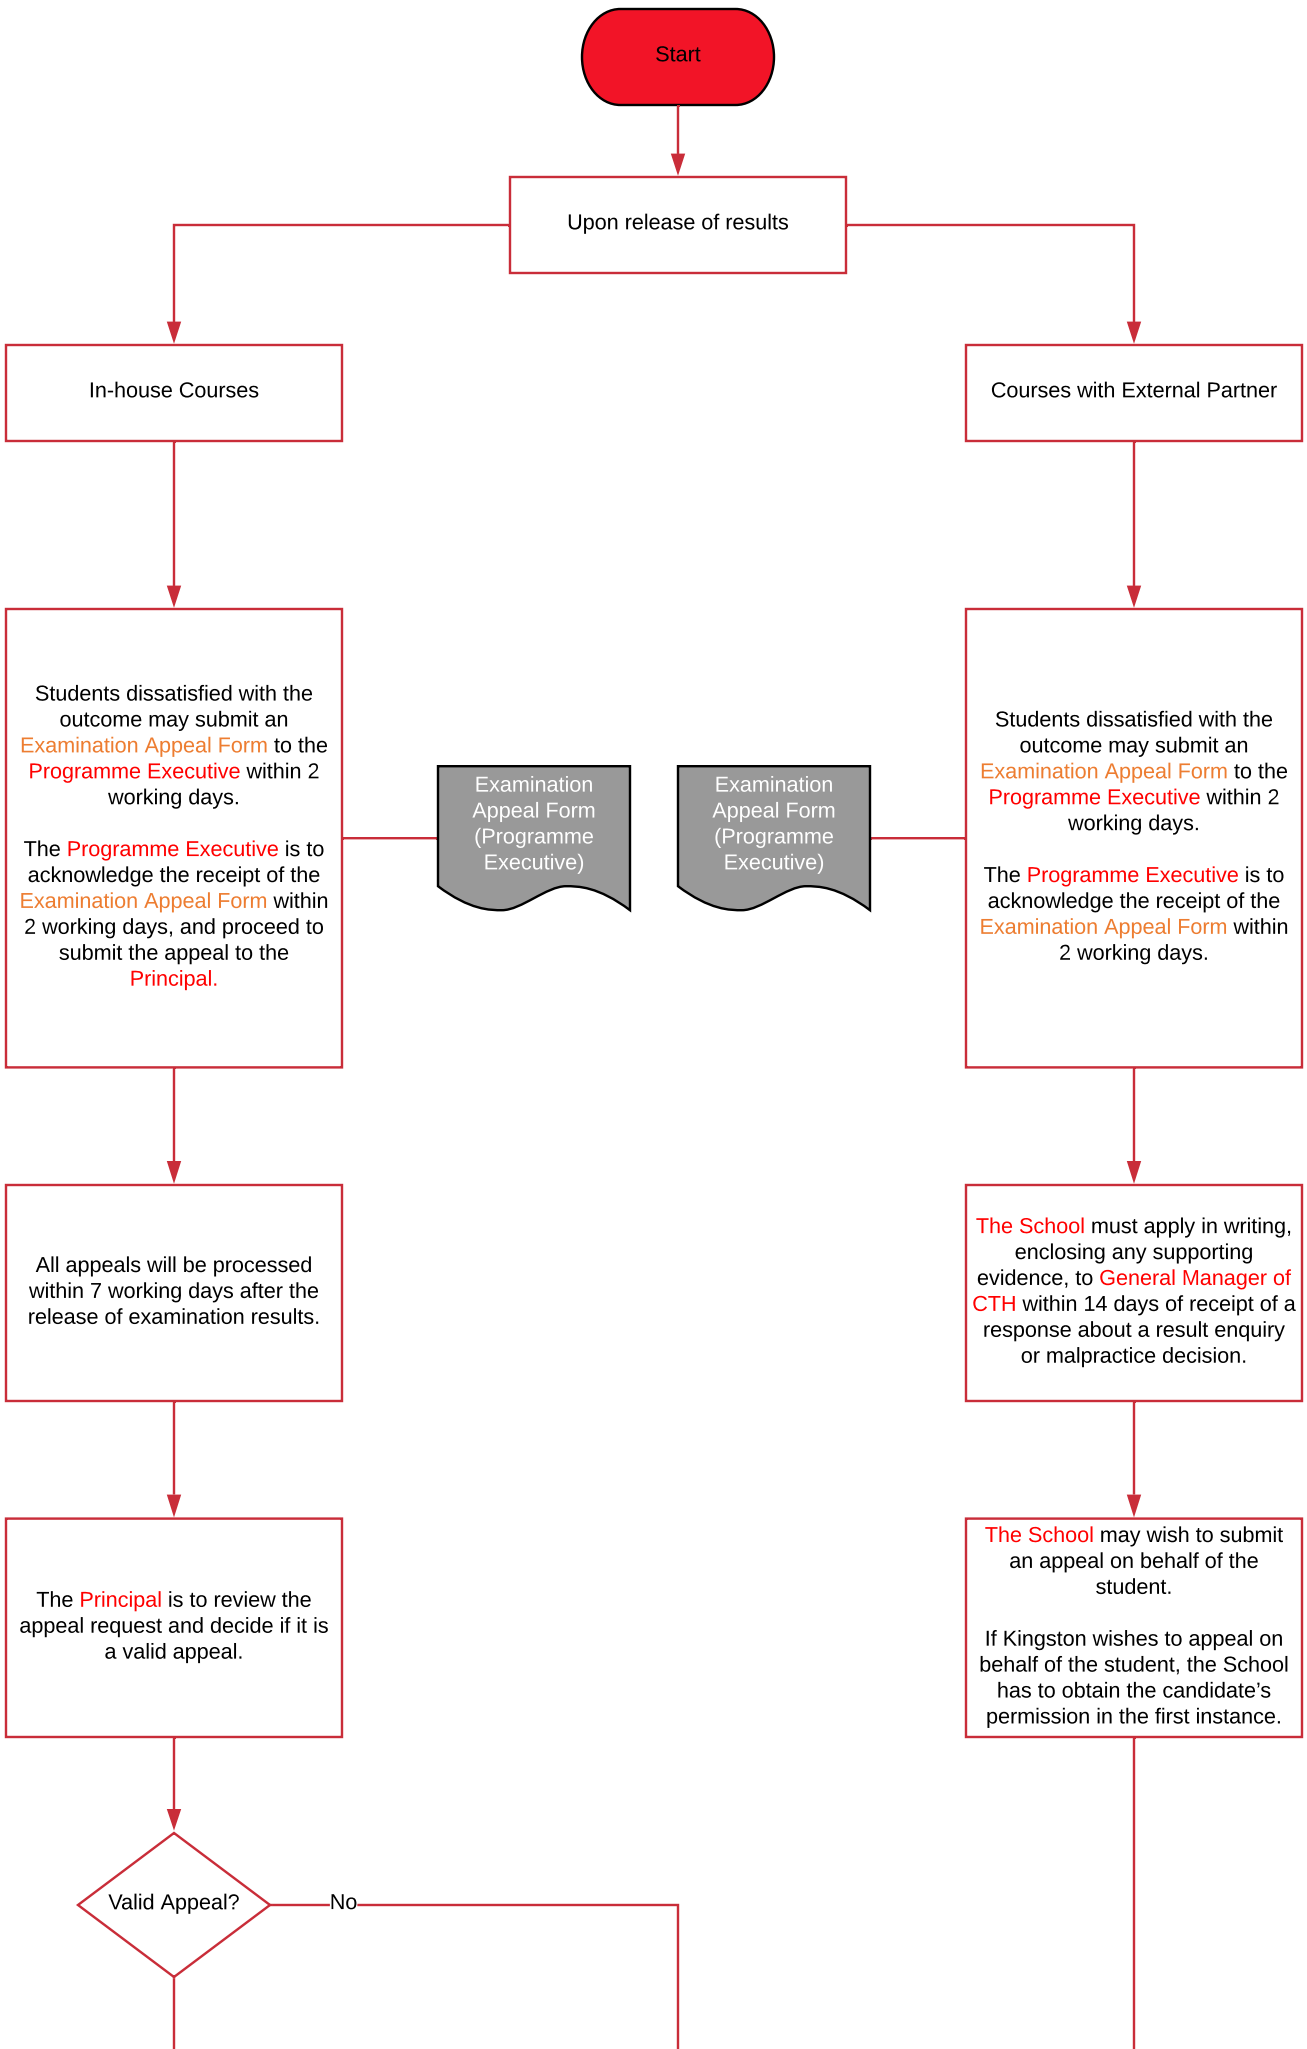 Start
Upon release of results
In-house Courses
Courses with External Partner
Students dissatisfied with the
outcome may submit an
Examination Appeal Form to the
Programme Executive within 2
working days.
The Programme Executive is to
acknowledge the receipt of the
Examination Appeal Form within
2 working days, and proceed to
submit the appeal to the
Principal.
Examination
Appeal Form
(Programme
Executive)
Examination
Appeal Form
(Programme
Executive)
Students dissatisfied with the
outcome may submit an
Examination Appeal Form to the
Programme Executive within 2
working days.
The Programme Executive is to
acknowledge the receipt of the
Examination Appeal Form within
2 working days.
All appeals will be processed
within 7 working days after the
release of examination results.
The School must apply in writing,
enclosing any supporting
evidence, to General Manager of
CTH within 14 days of receipt of a
response about a result enquiry
or malpractice decision.
The Principal is to review the
appeal request and decide if it is
a valid appeal.
The School may wish to submit
an appeal on behalf of the
student.
If Kingston wishes to appeal on
behalf of the student, the School
has to obtain the candidate’s
permission in the first instance.
Valid Appeal?
No